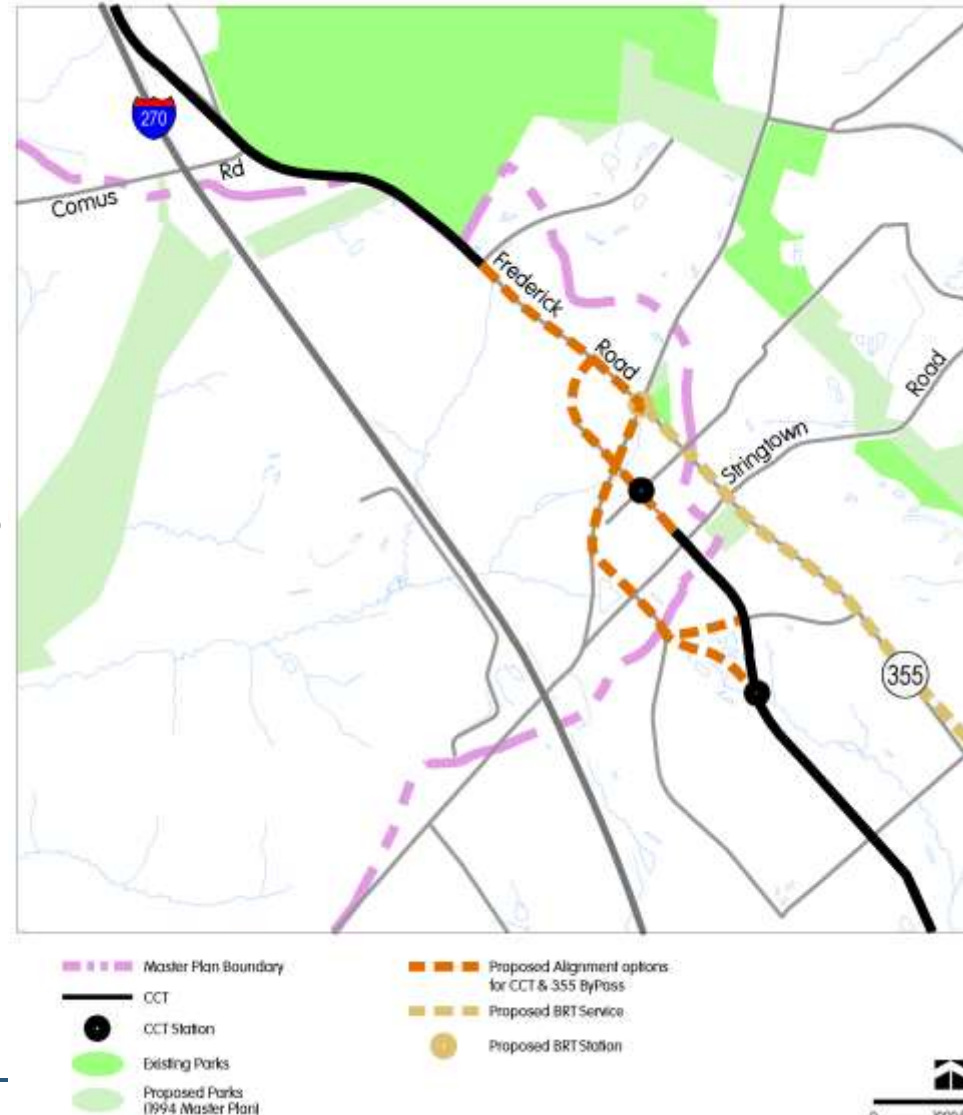 270
Comus
Rd
Frederick
Road
Stringtown
Road
355
Master Plan Boundary
CCT
CCT Station
Existing Parks
Proposed Parks
(1994 Master Plan)
Proposed Alignment options
for CCT & 355 ByPass
Proposed BRT Service
Proposed BRT Station
0